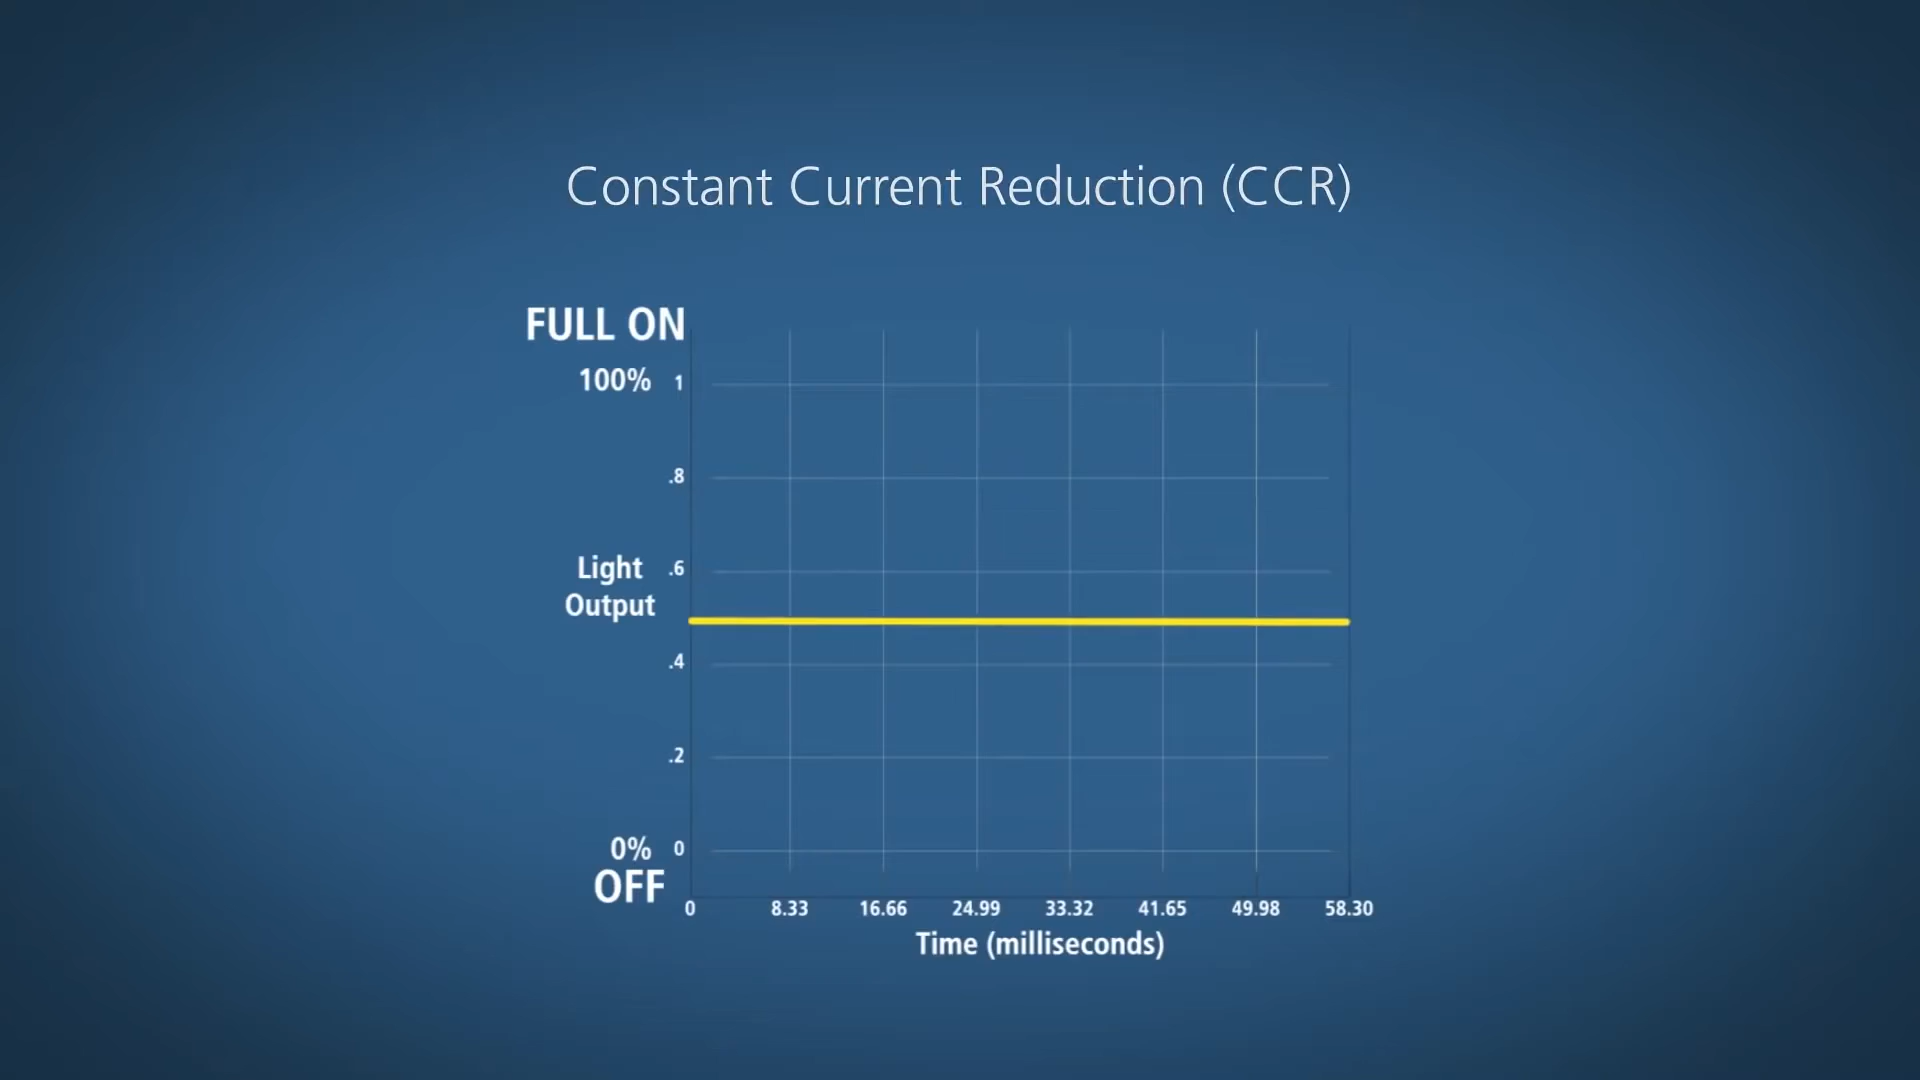 Constant Current Reduction (CCR)
FULL ON
100% 1
.8
Light .6
Output
.4
.2
0% 0
OFF
0 8.33 16.66 24.99 33.32 41.65 49.98 58.30
Time (milliseconds)